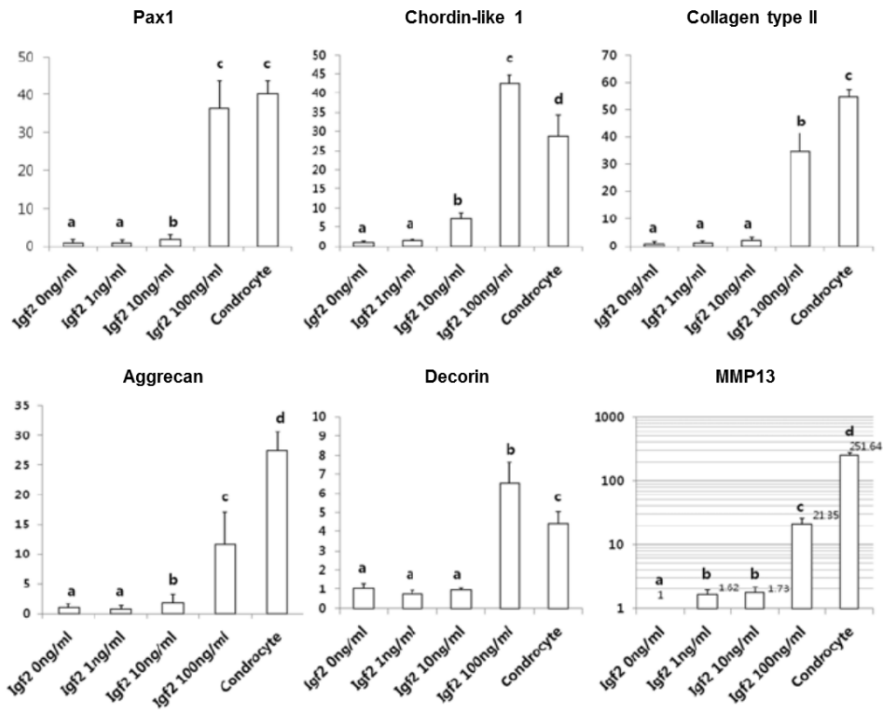 Pax1
50
40
30
20
10
0
a
a
b
c
c
Igf2 0ng/ml
Igf2 1ng/ml
Igf2 10ng/ml
Igf2 100ng/ml
Condrocyte
Chordin-like 1
50
45
40
35
30
25
20
15
10
5
0
a
a
b
c
d
Igf2 0ng/ml
Igf2 1ng/ml
Igf2 10ng/ml
Igf2 100ng/ml
Condrocyte
Collagen type II
70
60
50
40
30
20
10
0
a
a
a
b
c
Igf2 0ng/ml
Igf2 1ng/ml
Igf2 10ng/ml
Igf2 100ng/ml
Condrocyte
Aggrecan
35
30
25
20
15
10
5
0
a
a
b
c
d
Igf2 0ng/ml
Igf2 1ng/ml
Igf2 10ng/ml
Igf2 100ng/ml
Condrocyte
Decorin
10
9
8
7
6
5
4
3
2
1
0
a
a
a
b
c
Igf2 0ng/ml
Igf2 1ng/ml
Igf2 10ng/ml
Igf2 100ng/ml
Condrocyte
MMP13
1000
100
10
1
a
1
b
1.62
b
1.73
c
d
251.64
Igf2 0ng/ml
Igf2 1ng/ml
Igf2 10ng/ml
Igf2 100ng/ml
Condrocyte